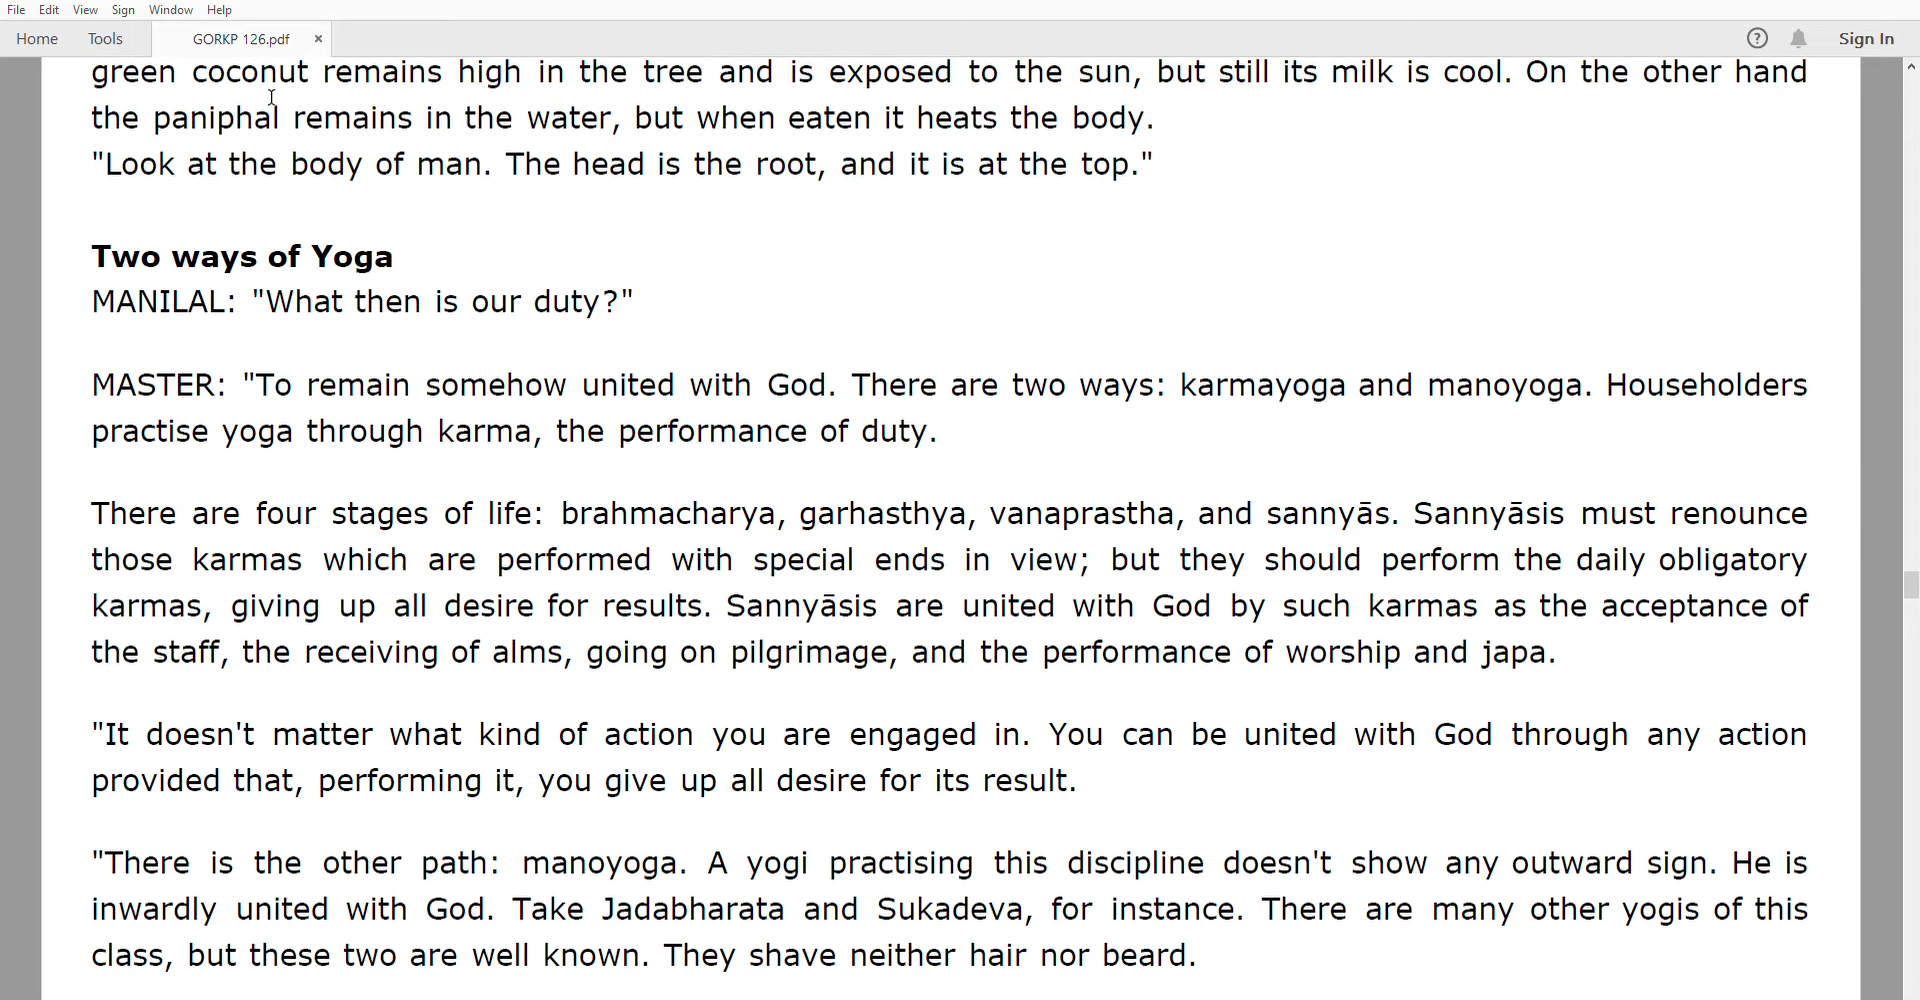 File Edit View Sign Window Help
Home Tools GORKP 126.pdf × ? Sign In
green coconut remains high in the tree and is exposed to the sun, but still its milk is cool. On the other hand
the paniphal remains in the water, but when eaten it heats the body.
"Look at the body of man. The head is the root, and it is at the top."
Two ways of Yoga
MANILAL: "What then is our duty?"
MASTER: "To remain somehow united with God. There are two ways: karmayoga and manoyoga. Householders
practise yoga through karma, the performance of duty.
There are four stages of life: brahmacharya, garhasthya, vanaprastha, and sannyās. Sannyāsis must renounce
those karmas which are performed with special ends in view; but they should perform the daily obligatory
karmas, giving up all desire for results. Sannyāsis are united with God by such karmas as the acceptance of
the staff, the receiving of alms, going on pilgrimage, and the performance of worship and japa.
"It doesn't matter what kind of action you are engaged in. You can be united with God through any action
provided that, performing it, you give up all desire for its result.
"There is the other path: manoyoga. A yogi practising this discipline doesn't show any outward sign. He is
inwardly united with God. Take Jadabharata and Sukadeva, for instance. There are many other yogis of this
class, but these two are well known. They shave neither hair nor beard.